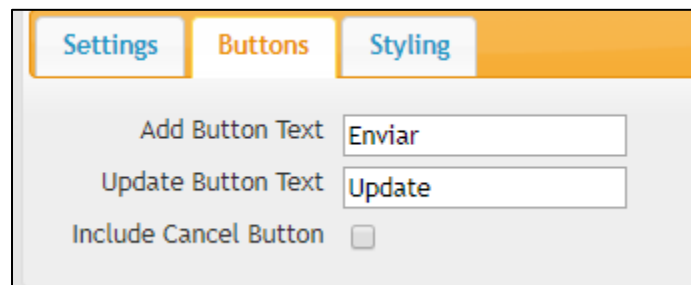 Settings Buttons Styling
Add Button Text Enviar
Update Button Text Update
Include Cancel Button